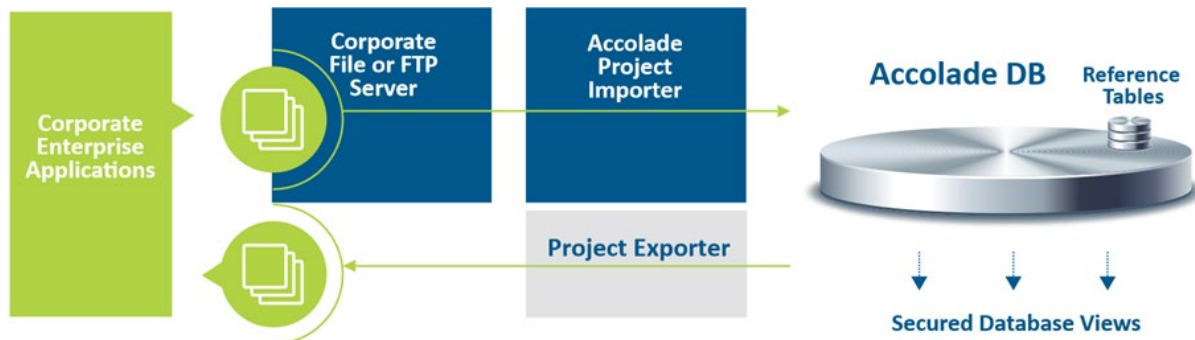 Corporate
Enterprise
Applications
Corporate
File or FTP
Server
Accolade
Project
Importer
Project Exporter
Accolade DB
Reference
Tables
Secured Database Views